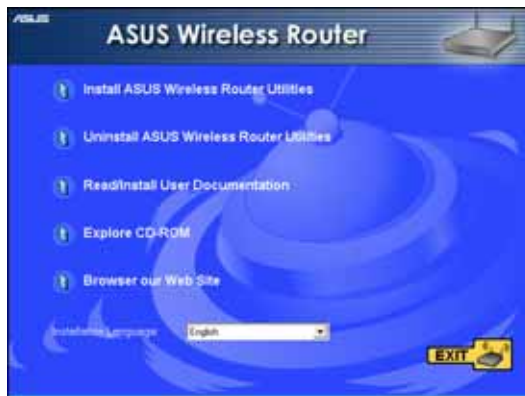 ASUS
ASUS Wireless Router
Install ASUS Wireless Router Utilities
Uninstall ASUS Wireless Router Utilities
Read/Install User Documentation
Explore CD-ROM
Browser our Web Site
Installation Language:
English
EXIT